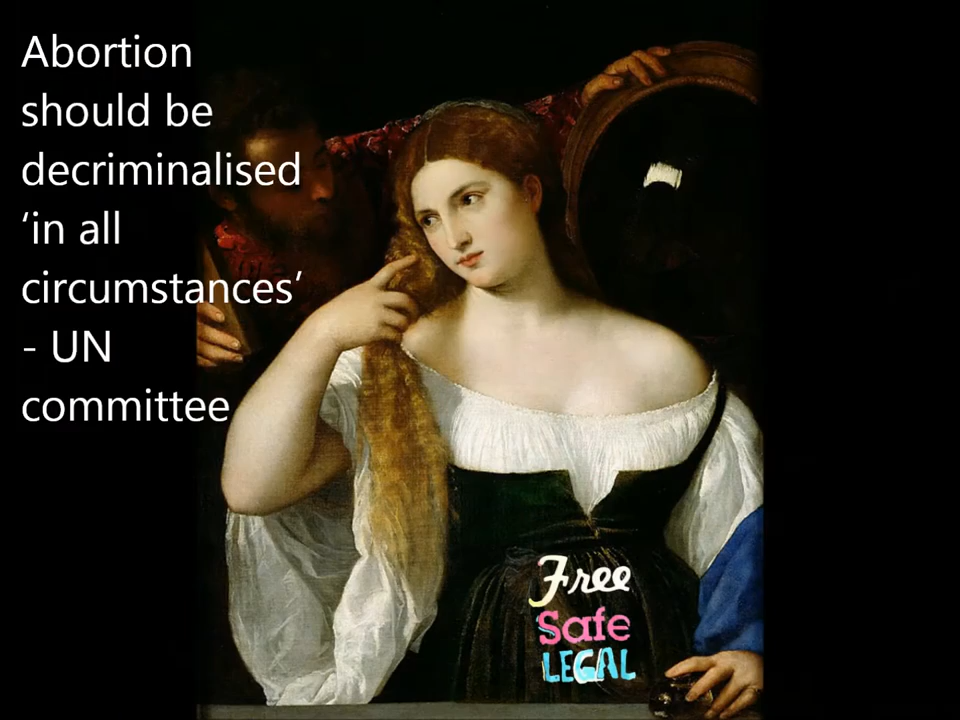 Abortion
should be
decriminalised
‘in all
circumstances’
- UN
committee
Free
Safe
LEGAL